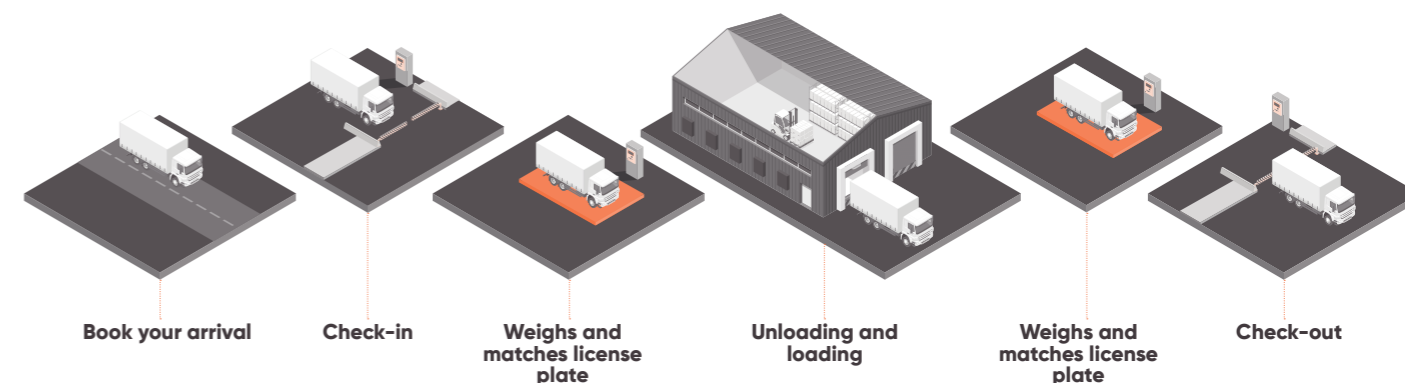 Book your arrival
Check-in
Weighs and
matches license
plate
Unloading and
loading
Weighs and
matches license
plate
Check-out